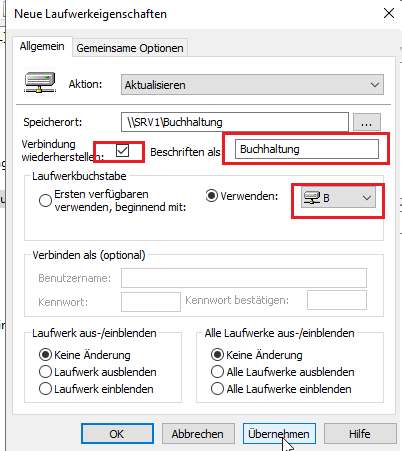 Neue Laufwerkeigenschaften
Allgemein Gemeinsame Optionen
Aktion: Aktualisieren
Speicherort: \\SRV1\Buchhaltung ...
Verbindung
wiederherstellen: Beschriften als: Buchhaltung
Laufwerkbuchstabe
Ersten verfügbaren
verwenden, beginnend mit: Verwenden: B
Verbinden als (optional)
Benutzername:
Kennwort: Kennwort bestätigen:
Laufwerk aus-/einblenden Alle Laufwerke aus-/einblenden
Keine Änderung Keine Änderung
Laufwerk ausblenden Alle Laufwerke ausblenden
Laufwerk einblenden Alle Laufwerke einblenden
OK Abbrechen Übernehmen Hilfe